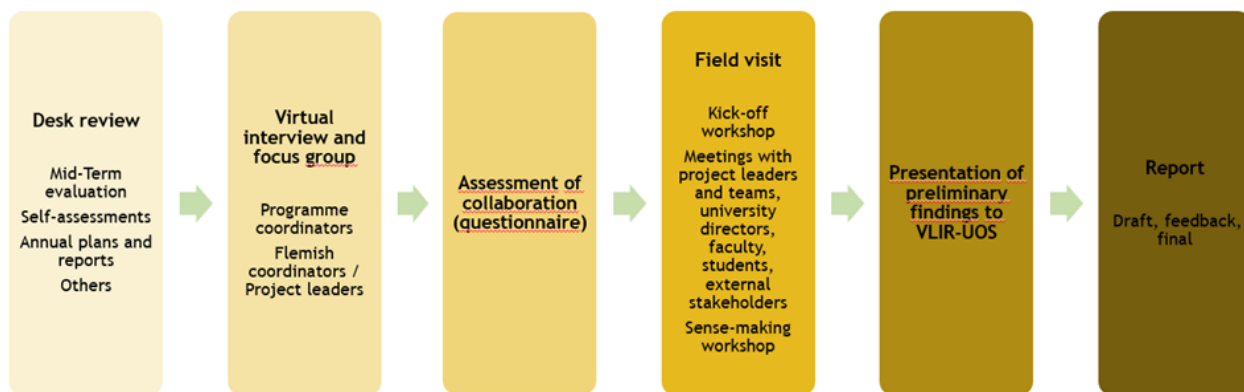 Desk review
Mid-Term
evaluation
Self-assessments
Annual plans and
reports
Others
Virtual
interview and
focus group
Programme
coordinators
Flemish
coordinators /
Project leaders
Assessment of
collaboration
(questionnaire)
Field visit
Kick-off
workshop
Meetings with
project leaders
and teams,
university
directors,
faculty,
students,
external
stakeholders
Sense-making
workshop
Presentation of
preliminary
findings to
VLIR-UOS
Report
Draft, feedback,
final